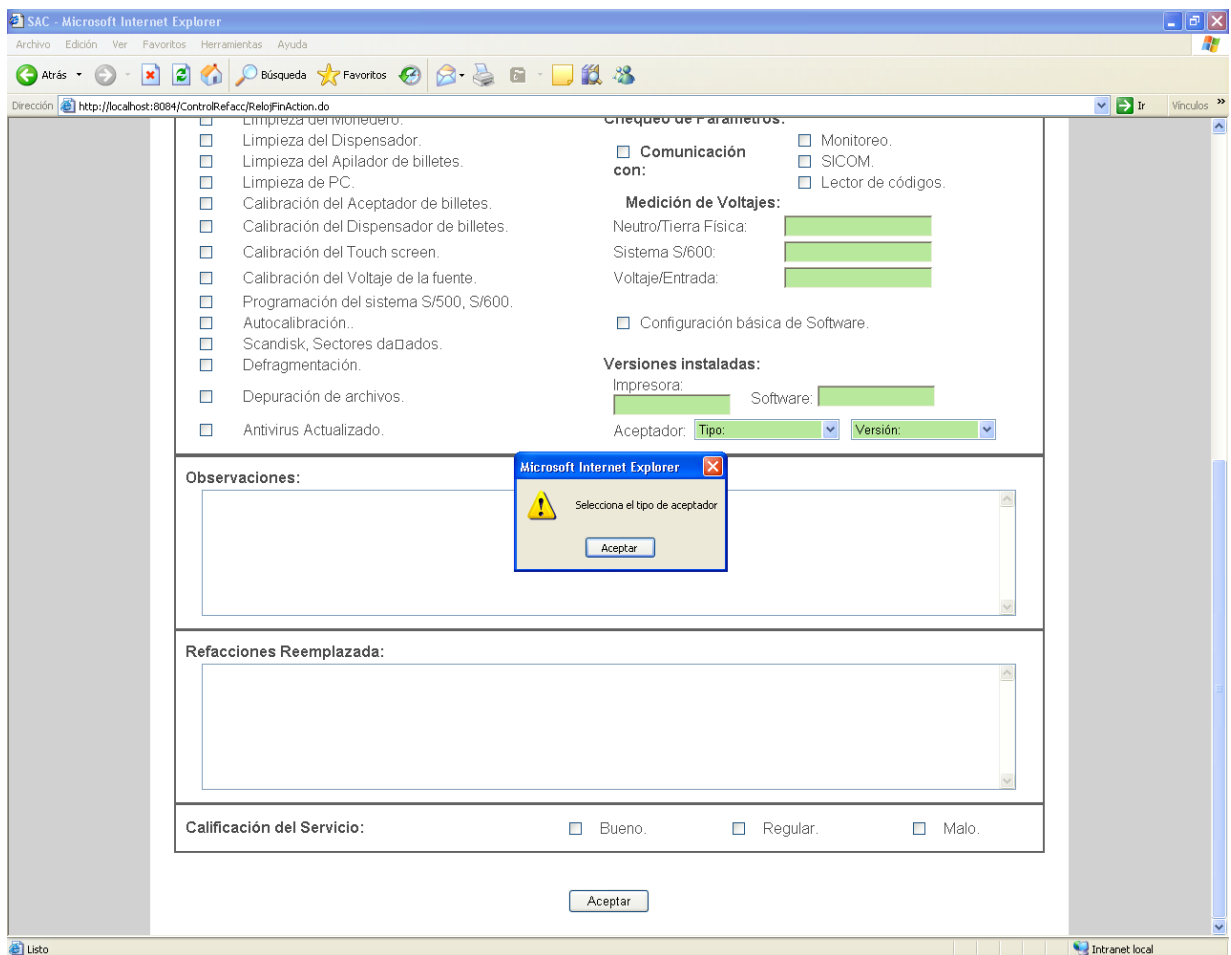 SAC - Microsoft Internet Explorer
Archivo Edición Ver Favoritos Herramientas Ayuda
Atrás Búsqueda Favoritos
Dirección http://localhost:8084/ControlRefacc/RelojFinAction.do Ir Vínculos »
Limpieza del Monedero. Chequeo de Parámetros:
Limpieza del Dispensador. Monitoreo.
Comunicación
Limpieza del Apilador de billetes. SICOM.
con:
Limpieza de PC. Lector de códigos.
Calibración del Aceptador de billetes. Medición de Voltajes:
Calibración del Dispensador de billetes. Neutro/Tierra Física:
Calibración del Touch screen. Sistema S/600:
Calibración del Voltaje de la fuente. Voltaje/Entrada:
Programación del sistema S/500, S/600.
Autocalibración.. Configuración básica de Software.
Scandisk, Sectores da□ados.
Defragmentación. Versiones instaladas:
Impresora:
Depuración de archivos. Software:
Antivirus Actualizado. Aceptador: Tipo: Versión:
Microsoft Internet Explorer
Observaciones:
Selecciona el tipo de aceptador
Aceptar
Refacciones Reemplazada:
Calificación del Servicio: Bueno. Regular. Malo.
Aceptar
Listo Intranet local